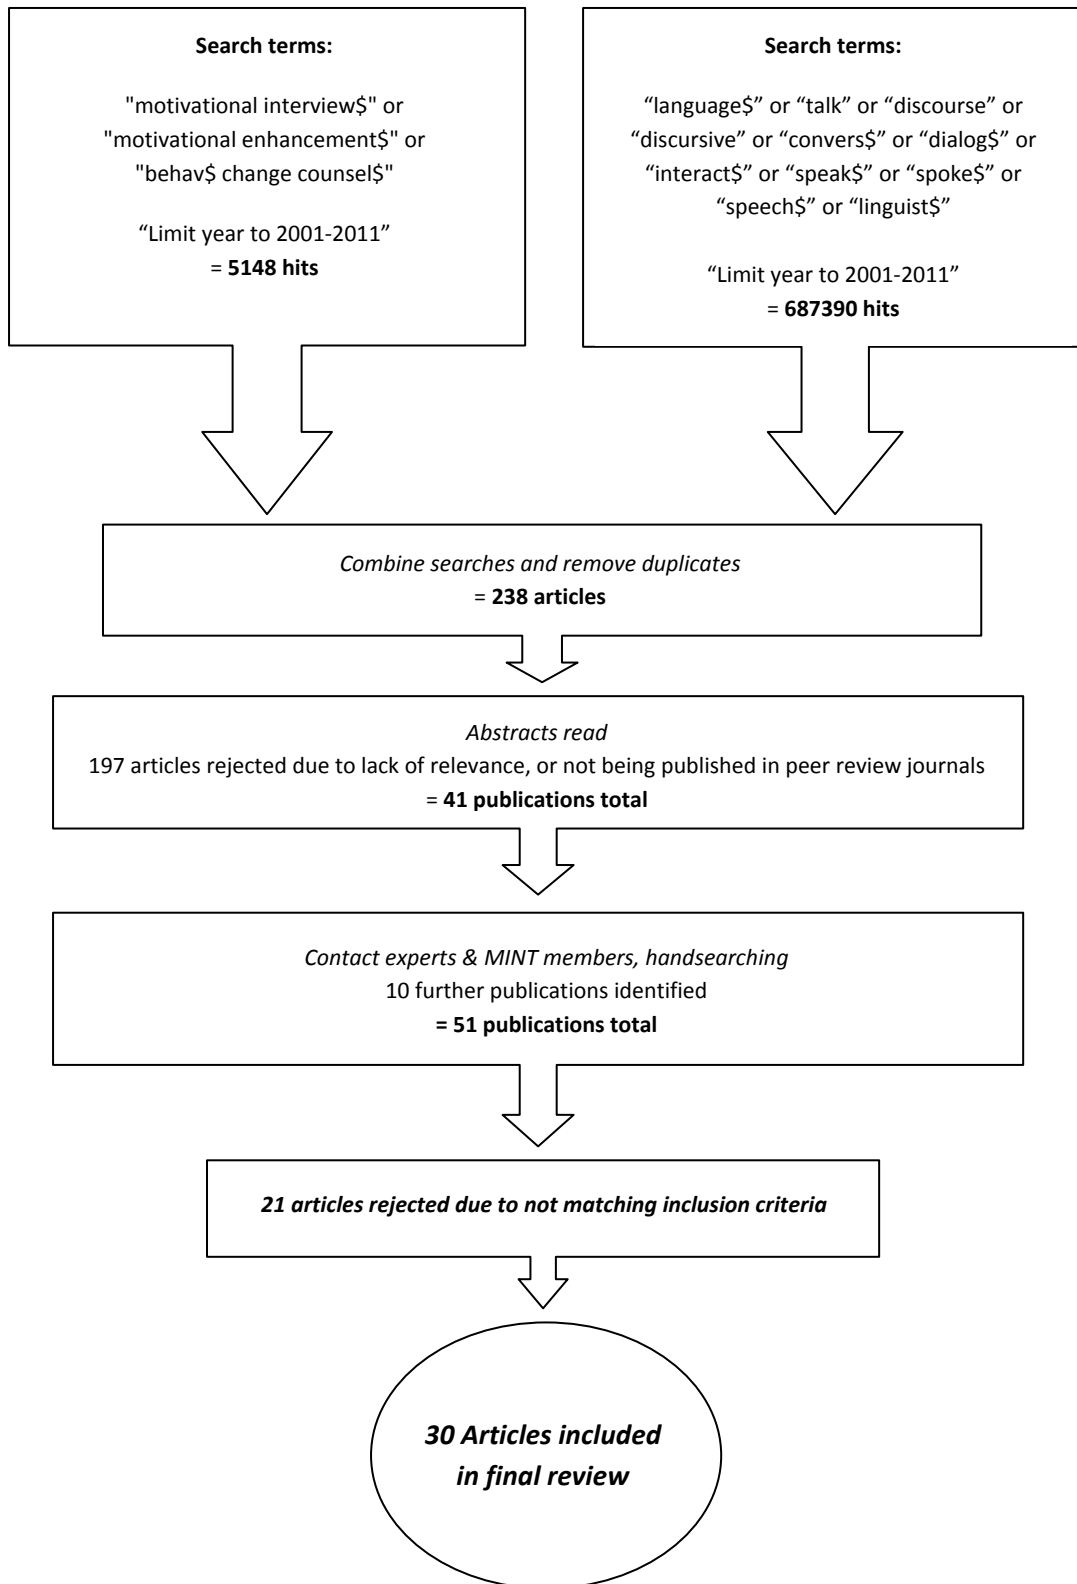 Search terms:
"motivational interview$" or
"motivational enhancement$" or
"behav$ change counsel$"
“Limit year to 2001-2011”
= 5148 hits
Search terms:
“language$” or “talk” or “discourse” or
“discursive” or “convers$” or “dialog$” or
“interact$” or “speak$” or “spoke$” or
“speech$” or “linguist$”
“Limit year to 2001-2011”
= 687390 hits
Combine searches and remove duplicates
= 238 articles
Abstracts read
197 articles rejected due to lack of relevance, or not being published in peer review journals
= 41 publications total
Contact experts & MINT members, handsearching
10 further publications identified
= 51 publications total
21 articles rejected due to not matching inclusion criteria
30 Articles included
in final review